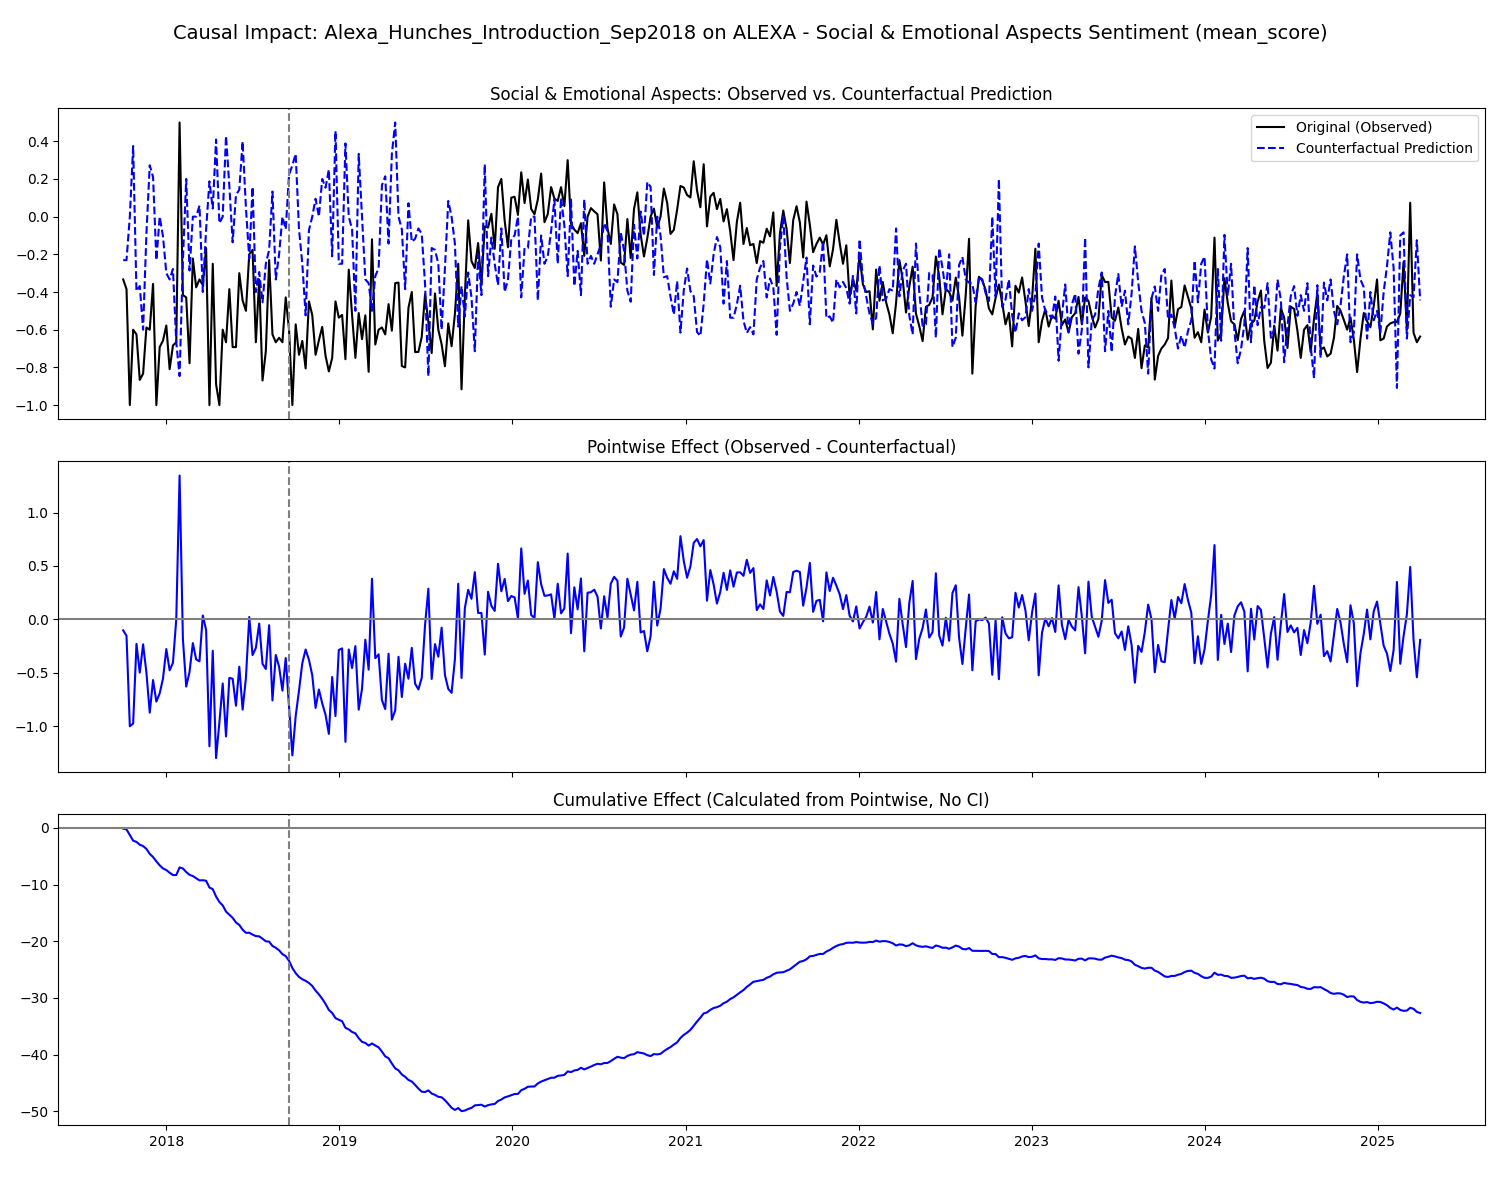 Causal Impact: Alexa_Hunches_Introduction_Sep2018 on ALEXA - Social & Emotional Aspects Sentiment (mean_score)
Social & Emotional Aspects: Observed vs. Counterfactual Prediction
Original (Observed)
Counterfactual Prediction
0.4
0.2
0.0
−0.2
−0.4
−0.6
−0.8
−1.0
Pointwise Effect (Observed - Counterfactual)
1.0
0.5
0.0
−0.5
−1.0
Cumulative Effect (Calculated from Pointwise, No CI)
0
−10
−20
−30
−40
−50
2018 2019 2020 2021 2022 2023 2024 2025